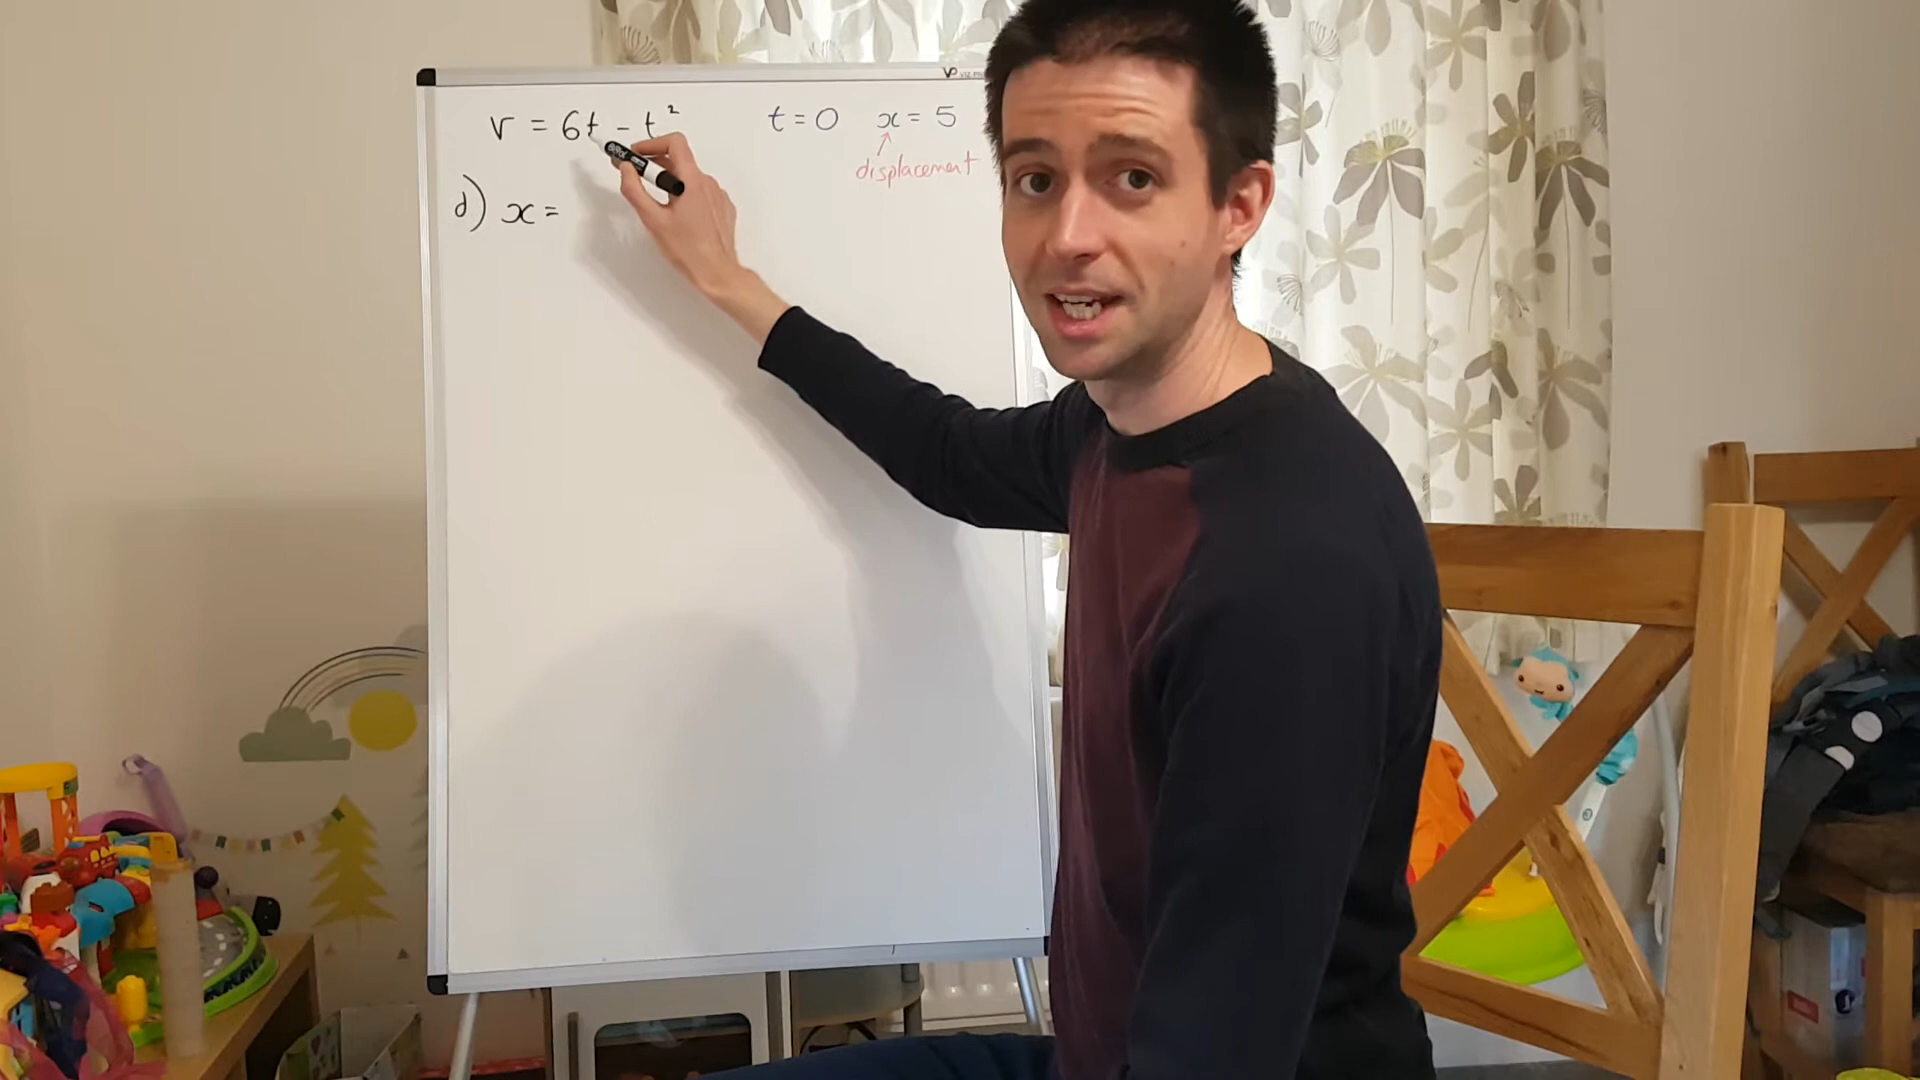 v = 6t - t² t = 0 x = 5
displacement
d) x =